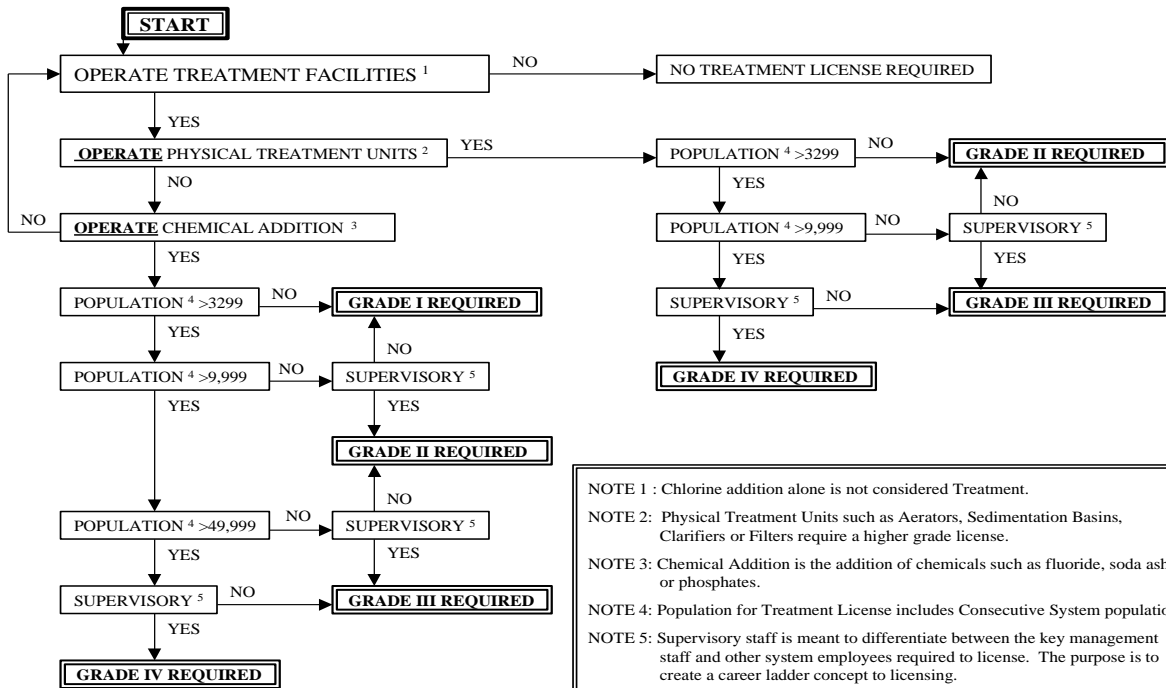 START
OPERATE TREATMENT FACILITIES 1
NO
NO TREATMENT LICENSE REQUIRED
YES
OPERATE PHYSICAL TREATMENT UNITS 2
YES
POPULATION 4 >3299
NO
GRADE II REQUIRED
NO
YES
NO
NO
OPERATE CHEMICAL ADDITION 3
POPULATION 4 >9,999
NO
SUPERVISORY 5
YES
YES
YES
POPULATION 4 >3299
NO
GRADE I REQUIRED
SUPERVISORY 5
NO
GRADE III REQUIRED
YES
NO
YES
POPULATION 4 >9,999
NO
SUPERVISORY 5
GRADE IV REQUIRED
YES
YES
GRADE II REQUIRED
NO
POPULATION 4 >49,999
NO
SUPERVISORY 5
YES
YES
SUPERVISORY 5
NO
GRADE III REQUIRED
YES
GRADE IV REQUIRED
NOTE 1 : Chlorine addition alone is not considered Treatment.
NOTE 2: Physical Treatment Units such as Aerators, Sedimentation Basins,
Clarifiers or Filters require a higher grade license.
NOTE 3: Chemical Addition is the addition of chemicals such as fluoride, soda ash
or phosphates.
NOTE 4: Population for Treatment License includes Consecutive System
NOTE 5: Supervisory staff is meant to differentiate between the key management
staff and other system employees required to license. The purpose is to
create a career ladder concept to licensing.